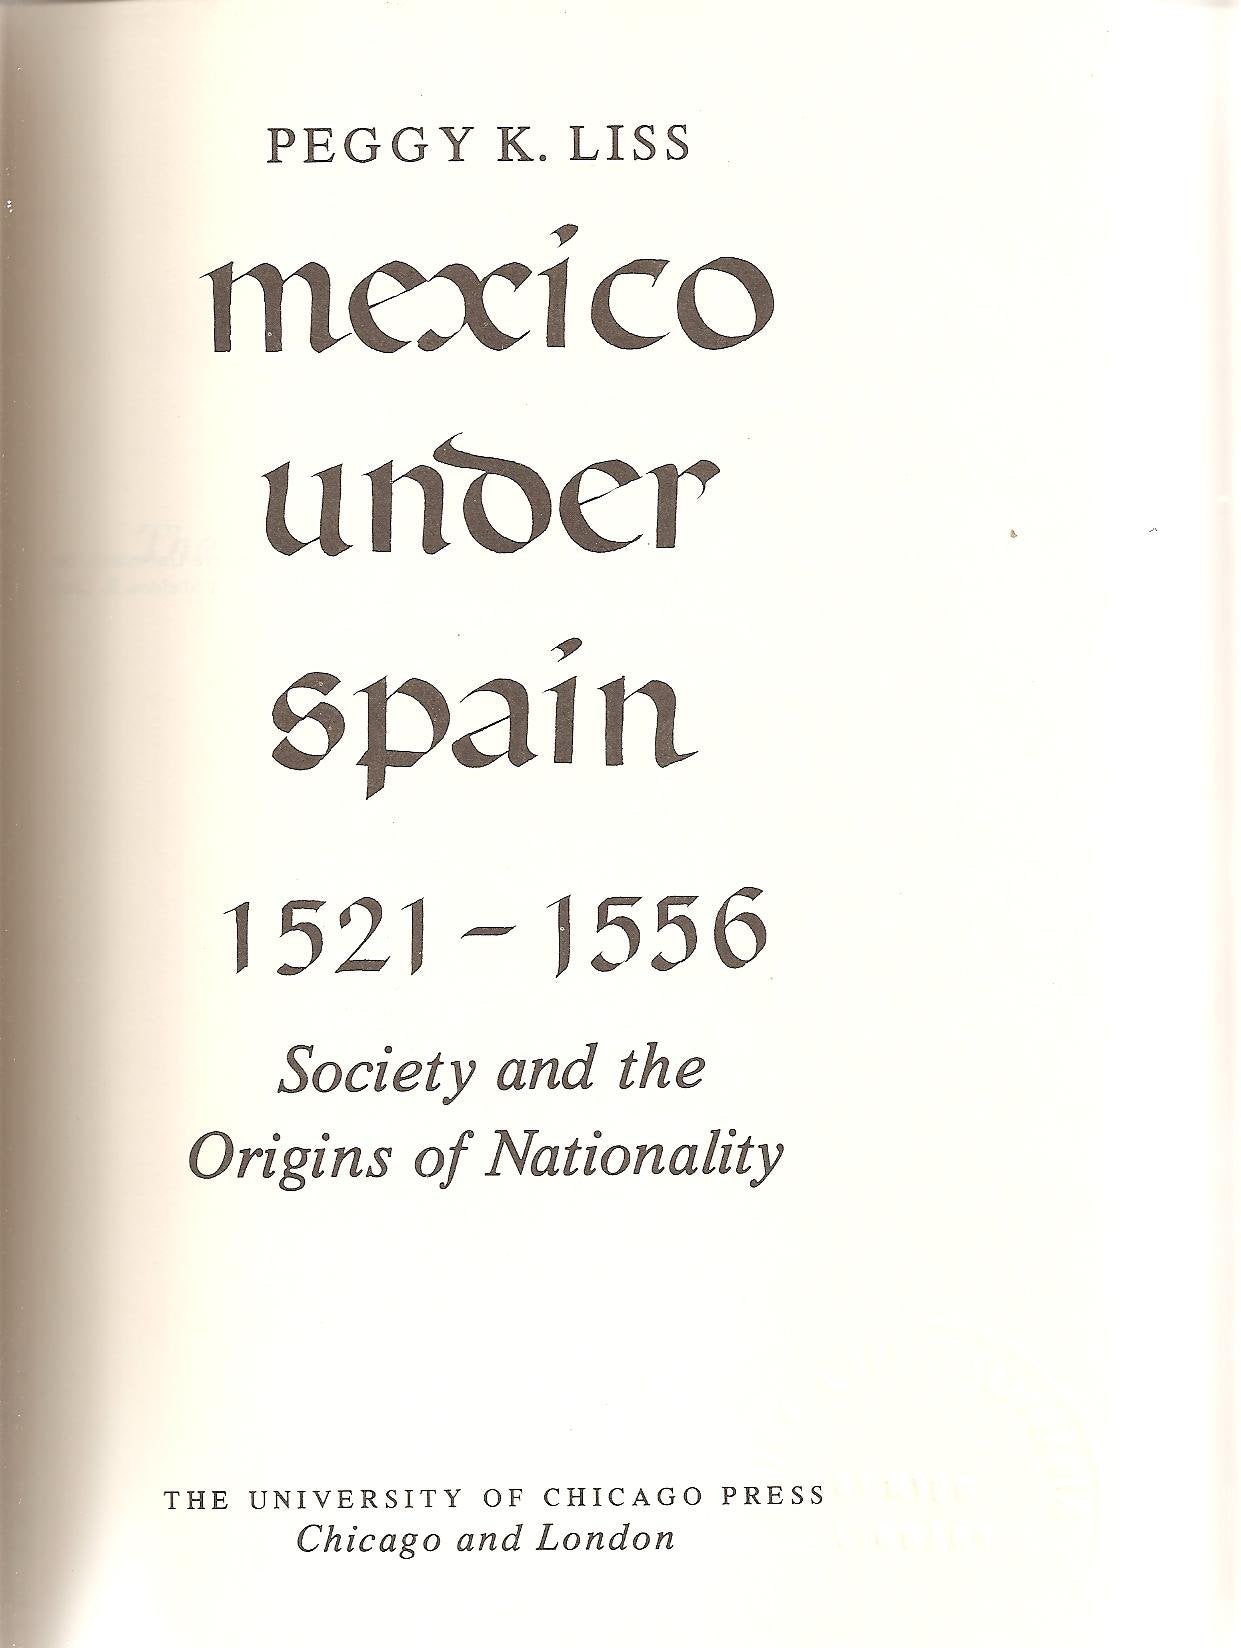 PEGGY K. LISS
mexico
under
spain
1521 – 1556
Society and the
Origins of Nationality
THE UNIVERSITY OF CHICAGO PRESS
Chicago and London